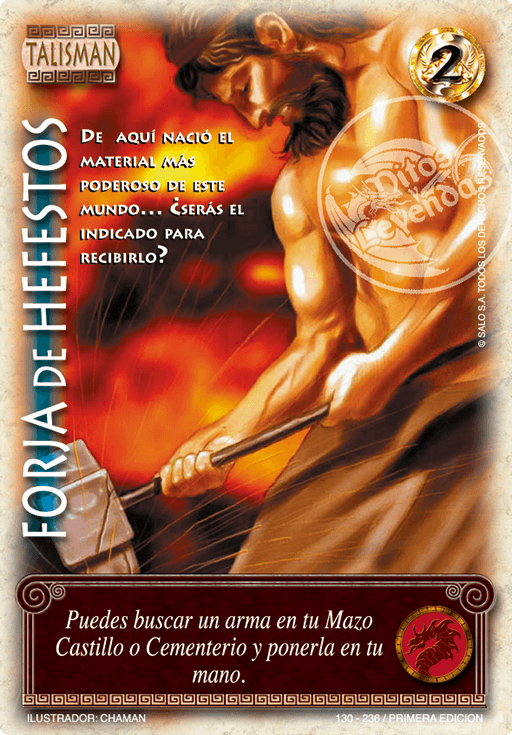 TALISMAN
2
DE AQUÍ NACIÓ EL
MATERIAL MÁS
PODEROSO DE ESTE
MUNDO... ¿SERÁS EL
INDICADO PARA
RECIBIRLO?
FORJA DE HEFESTOS
Mitos
Leyendas
© SALO S.A. TODOS LOS DERECHOS RESERVADOS
Puedes buscar un arma en tu Mazo
Castillo o Cementerio y ponerla en tu
mano.
ILUSTRADOR: CHAMAN
130 - 236 / PRIMERA EDICION